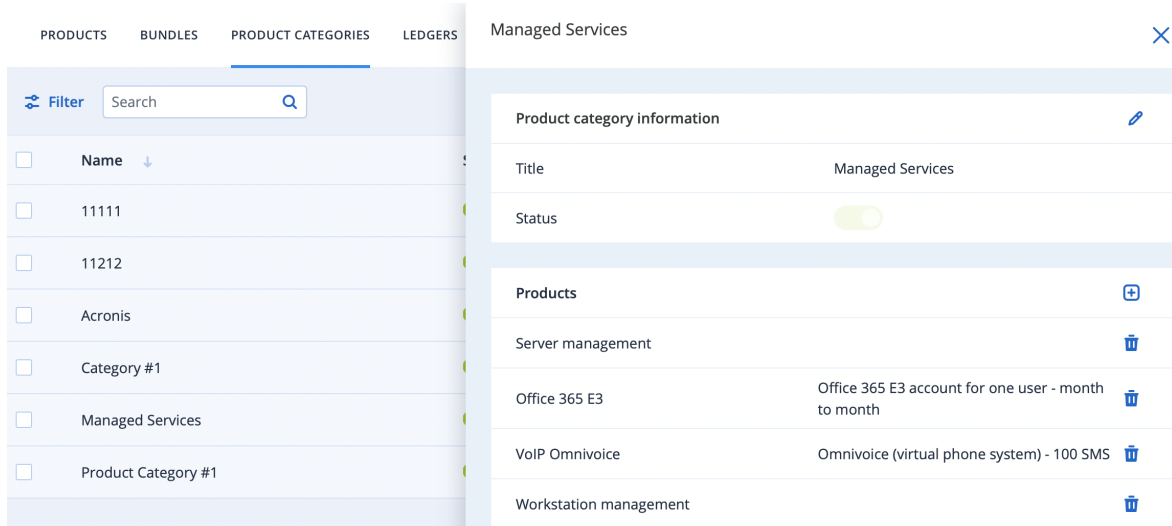 PRODUCTS BUNDLES PRODUCT CATEGORIES LEDGERS
Filter Search
Name
11111
11212
Acronis
Category #1
Managed Services
Product Category #1
Managed Services
Product category information
Title Managed Services
Status
Products
Server management
Office 365 E3 Office 365 E3 account for one user - month
to month
VoIP Omnivoice Omnivoice (virtual phone system) - 100 SMS
Workstation management